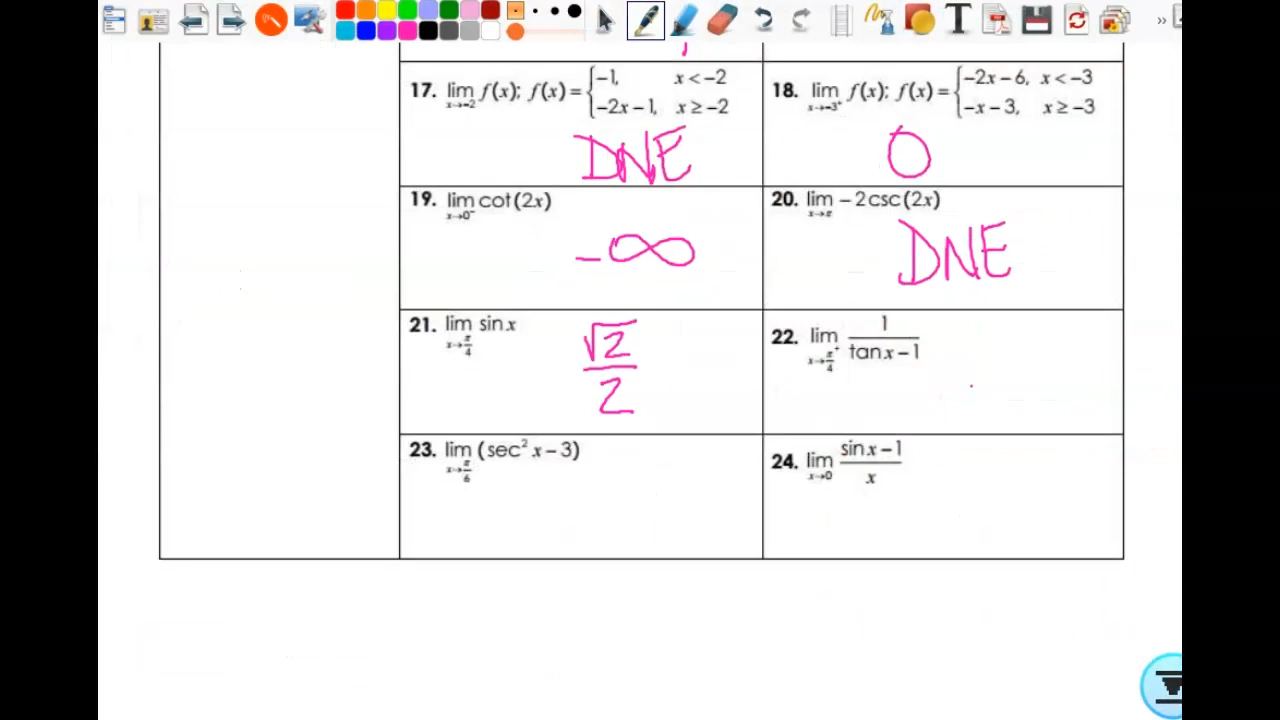 17. lim x→-2 f(x); f(x) = { -1, x < -2
-2x - 1, x ≥ -2
DNE
18. lim x→-3⁺ f(x); f(x) = { -2x - 6, x < -3
-x - 3, x ≥ -3
0
19. lim x→0⁻ cot(2x)
-∞
20. lim x→π -2csc(2x)
DNE
21. lim x→π/4 sin x
√2/2
22. lim x→π/4⁺ 1/(tan x - 1)
23. lim x→π/6 (sec² x - 3)
24. lim x→0 (sin x - 1)/x